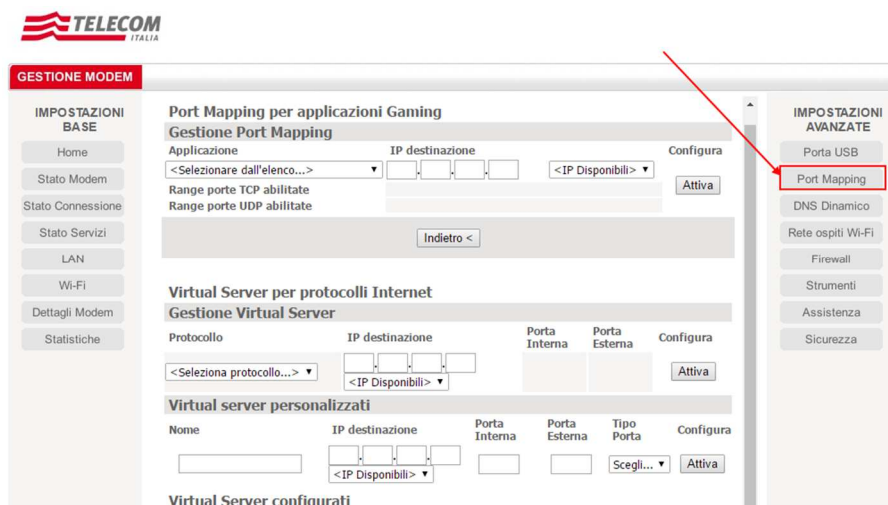 TELECOM
ITALIA
GESTIONE MODEM
IMPOSTAZIONI
BASE
Home
Stato Modem
Stato Connessione
Stato Servizi
LAN
Wi-Fi
Dettagli Modem
Statistiche
Port Mapping per applicazioni Gaming
Gestione Port Mapping
Applicazione IP destinazione Configura
<Selezionare dall'elenco...> . . . <IP Disponibili> Attiva
Range porte TCP abilitate
Range porte UDP abilitate
Indietro <
Virtual Server per protocolli Internet
Gestione Virtual Server
Protocollo IP destinazione Porta Interna Porta Esterna Configura
<Seleziona protocollo...> . . . <IP Disponibili> Attiva
Virtual server personalizzati
Nome IP destinazione Porta Interna Porta Esterna Tipo Porta Configura
. . . <IP Disponibili> Scegli... Attiva
Virtual Server configurati
IMPOSTAZIONI
AVANZATE
Porta USB
Port Mapping
DNS Dinamico
Rete ospiti Wi-Fi
Firewall
Strumenti
Assistenza
Sicurezza